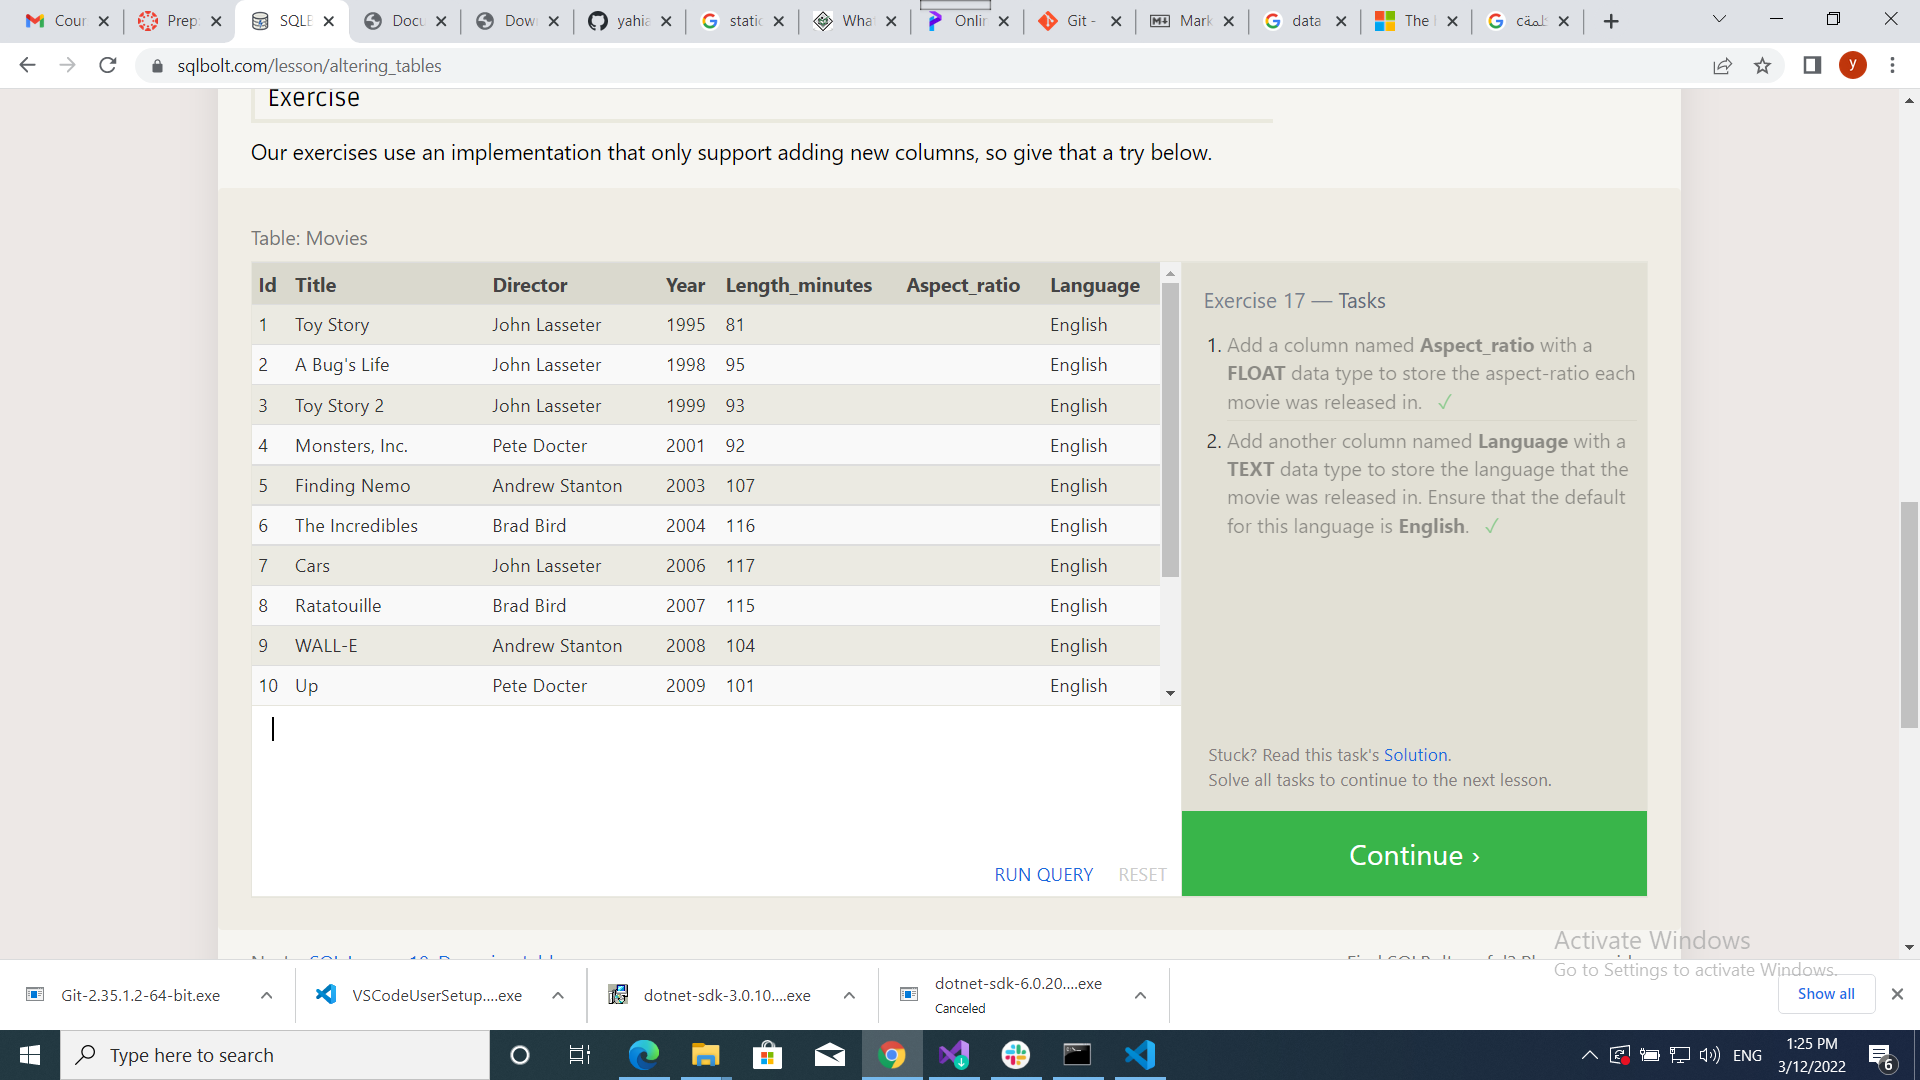 Cour
Prep:
SQLE
Docu
Dow
yahia
static
What
Onlir
Git -
Mark
data
The
كلمة
sqlbolt.com/lesson/altering_tables
y
Exercise
Our exercises use an implementation that only support adding new columns, so give that a try below.
Table: Movies
Id Title Director Year Length_minutes Aspect_ratio Language
1 Toy Story John Lasseter 1995 81 English
2 A Bug's Life John Lasseter 1998 95 English
3 Toy Story 2 John Lasseter 1999 93 English
4 Monsters, Inc. Pete Docter 2001 92 English
5 Finding Nemo Andrew Stanton 2003 107 English
6 The Incredibles Brad Bird 2004 116 English
7 Cars John Lasseter 2006 117 English
8 Ratatouille Brad Bird 2007 115 English
9 WALL-E Andrew Stanton 2008 104 English
10 Up Pete Docter 2009 101 English
Exercise 17 — Tasks
1. Add a column named Aspect_ratio with a
FLOAT data type to store the aspect-ratio each
movie was released in. ✓
2. Add another column named Language with a
TEXT data type to store the language that the
movie was released in. Ensure that the default
for this language is English. ✓
Stuck? Read this task's Solution.
Solve all tasks to continue to the next lesson.
RUN QUERY RESET
Continue ›
Activate Windows
Go to Settings to activate Windows.
Git-2.35.1.2-64-bit.exe
VSCodeUserSetup....exe
dotnet-sdk-3.0.10....exe
dotnet-sdk-6.0.20....exe
Canceled
Show all
Type here to search
ENG
1:25 PM
3/12/2022
6